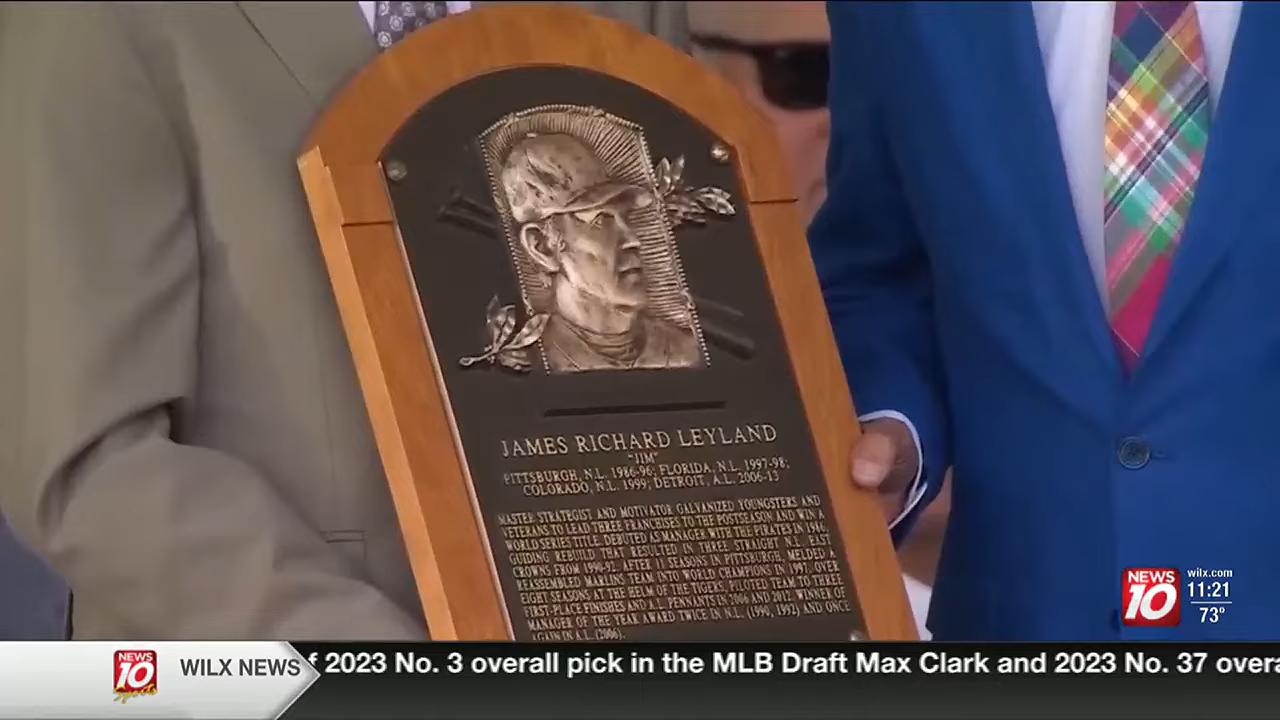 JAMES RICHARD LEYLAND
"JIM"
PITTSBURGH, N.L. 1986-96; FLORIDA, N.L. 1997-98;
COLORADO, N.L. 1999; DETROIT, A.L. 2006-13
MASTER STRATEGIST AND MOTIVATOR GALVANIZED YOUNGSTERS AND
VETERANS TO LEAD THREE FRANCHISES TO THE POSTSEASON AND WIN A
WORLD SERIES TITLE. DEBUTED AS MANAGER WITH THE PIRATES IN 1986,
GUIDING REBUILD THAT RESULTED IN THREE STRAIGHT N.L. EAST
CROWNS FROM 1990-92. AFTER 11 SEASONS IN PITTSBURGH, MELDED A
REASSEMBLED MARLINS TEAM INTO WORLD CHAMPIONS IN 1997. OVER
EIGHT SEASONS AT THE HELM OF THE TIGERS, PILOTED TEAM TO THREE
FIRST-PLACE FINISHES AND A.L. PENNANTS IN 2006 AND 2012. WINNER OF
MANAGER OF THE YEAR AWARD TWICE IN N.L. (1990, 1992) AND ONCE
AGAIN IN A.L. (2006).
NEWS
10
wilx.com
11:21
73°
NEWS
10
Sports
WILX NEWS
f 2023 No. 3 overall pick in the MLB Draft Max Clark and 2023 No. 37 overa